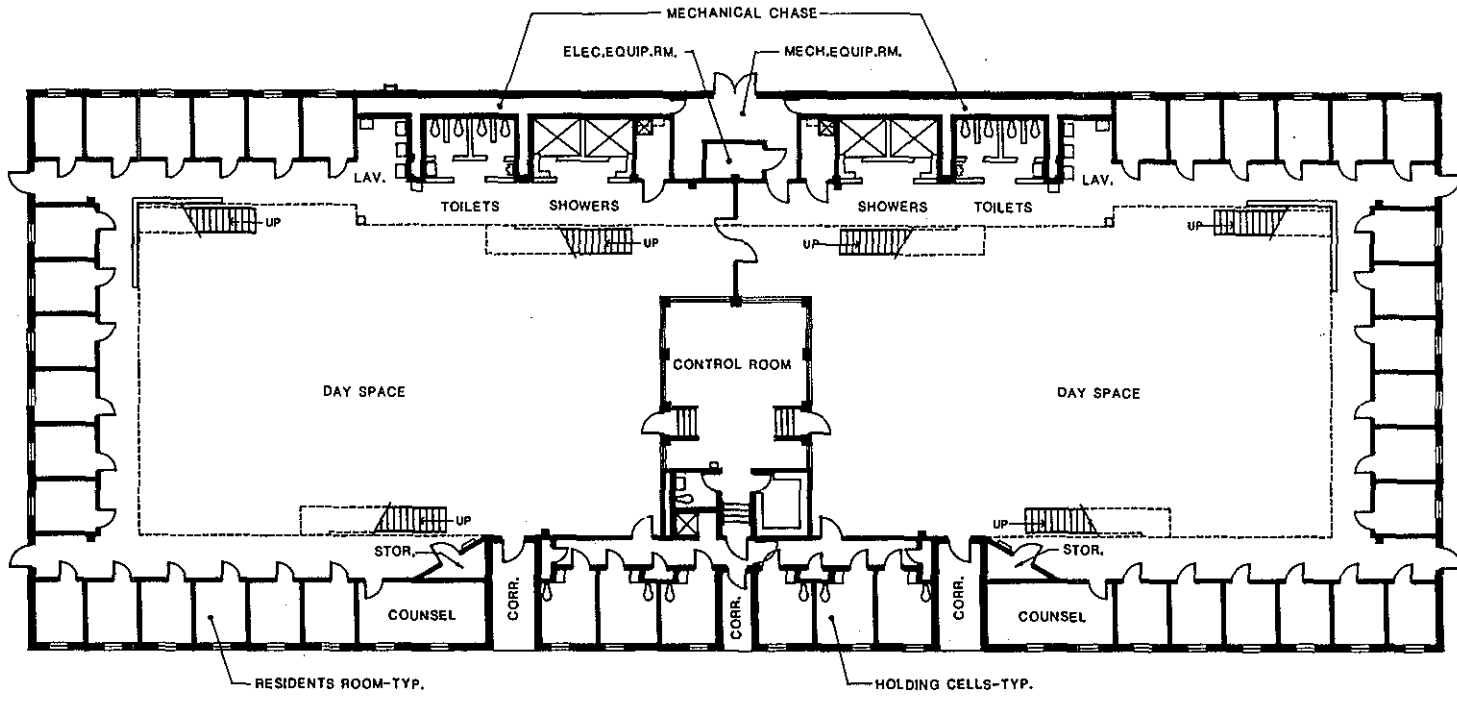 MECHANICAL CHASE
ELEC.EQUIP.RM.
MECH.EQUIP.RM.
LAV.
TOILETS
SHOWERS
SHOWERS
TOILETS
LAV.
UP
UP
UP
UP
CONTROL ROOM
DAY SPACE
DAY SPACE
UP
UP
STOR.
STOR.
COUNSEL
CORR.
CORR.
CORR.
COUNSEL
RESIDENTS ROOM-TYP.
HOLDING CELLS-TYP.